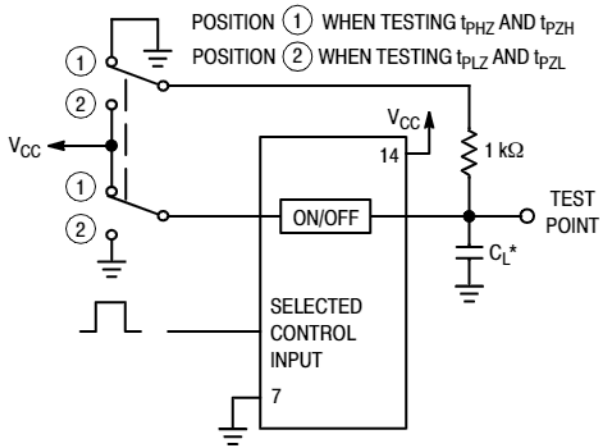 POSITION ① WHEN TESTING tPHZ AND tPZH
POSITION ② WHEN TESTING tPLZ AND tPZL
①
②
VCC
①
②
VCC
14
1 kΩ
TEST
POINT
ON/OFF
CL*
SELECTED
CONTROL
INPUT
7